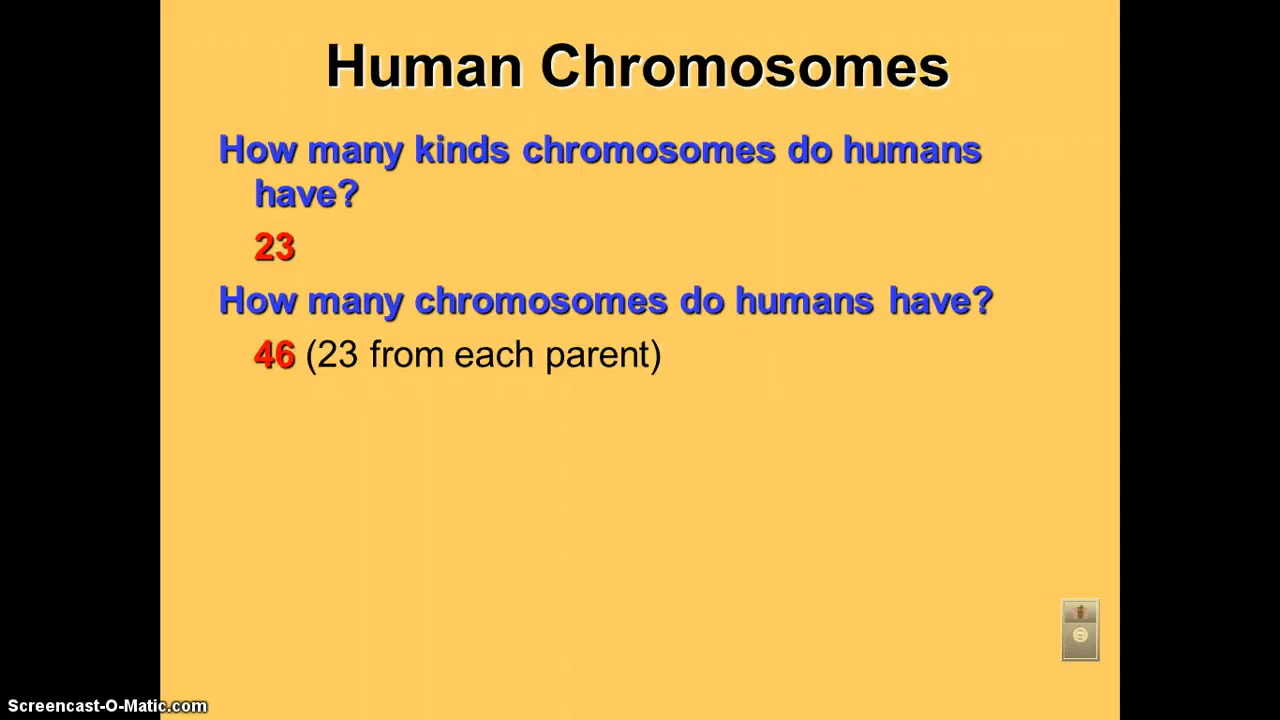 Human Chromosomes
How many kinds chromosomes do humans
have?
23
How many chromosomes do humans have?
46 (23 from each parent)
Screencast-O-Matic.com